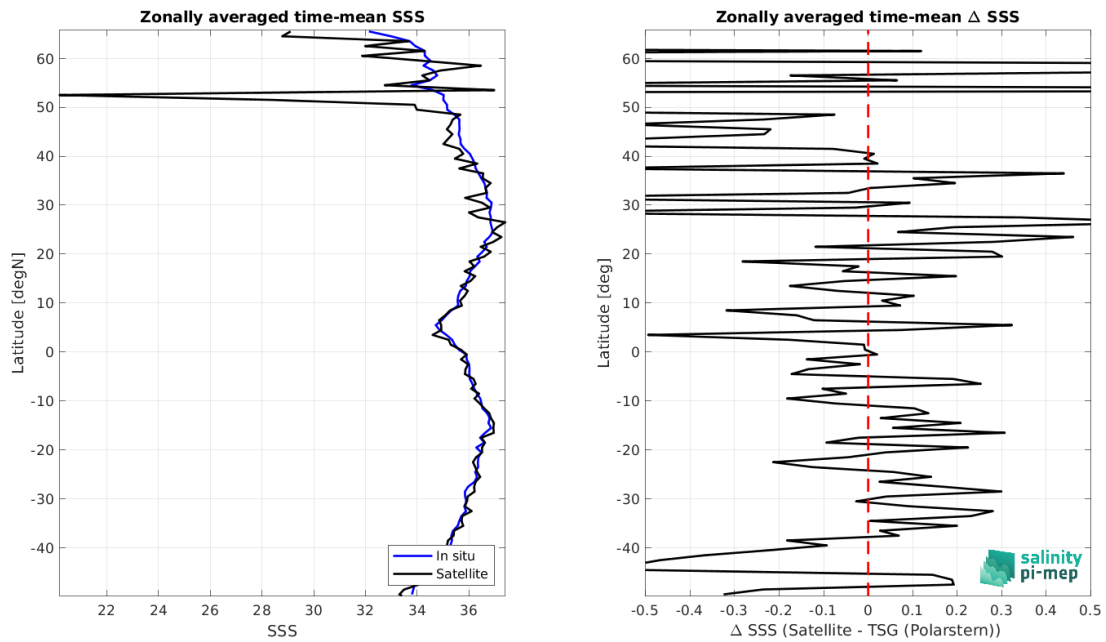 Zonally averaged time-mean SSS
60
50
40
30
20
10
0
-10
-20
-30
-40
Latitude [degN]
In situ
Satellite
22 24 26 28 30 32 34 36
SSS
Zonally averaged time-mean Δ SSS
60
50
40
30
20
10
0
-10
-20
-30
-40
Latitude [deg]
salinity
pi-mep
-0.5 -0.4 -0.3 -0.2 -0.1 0 0.1 0.2 0.3 0.4 0.5
Δ SSS (Satellite - TSG (Polarstern))